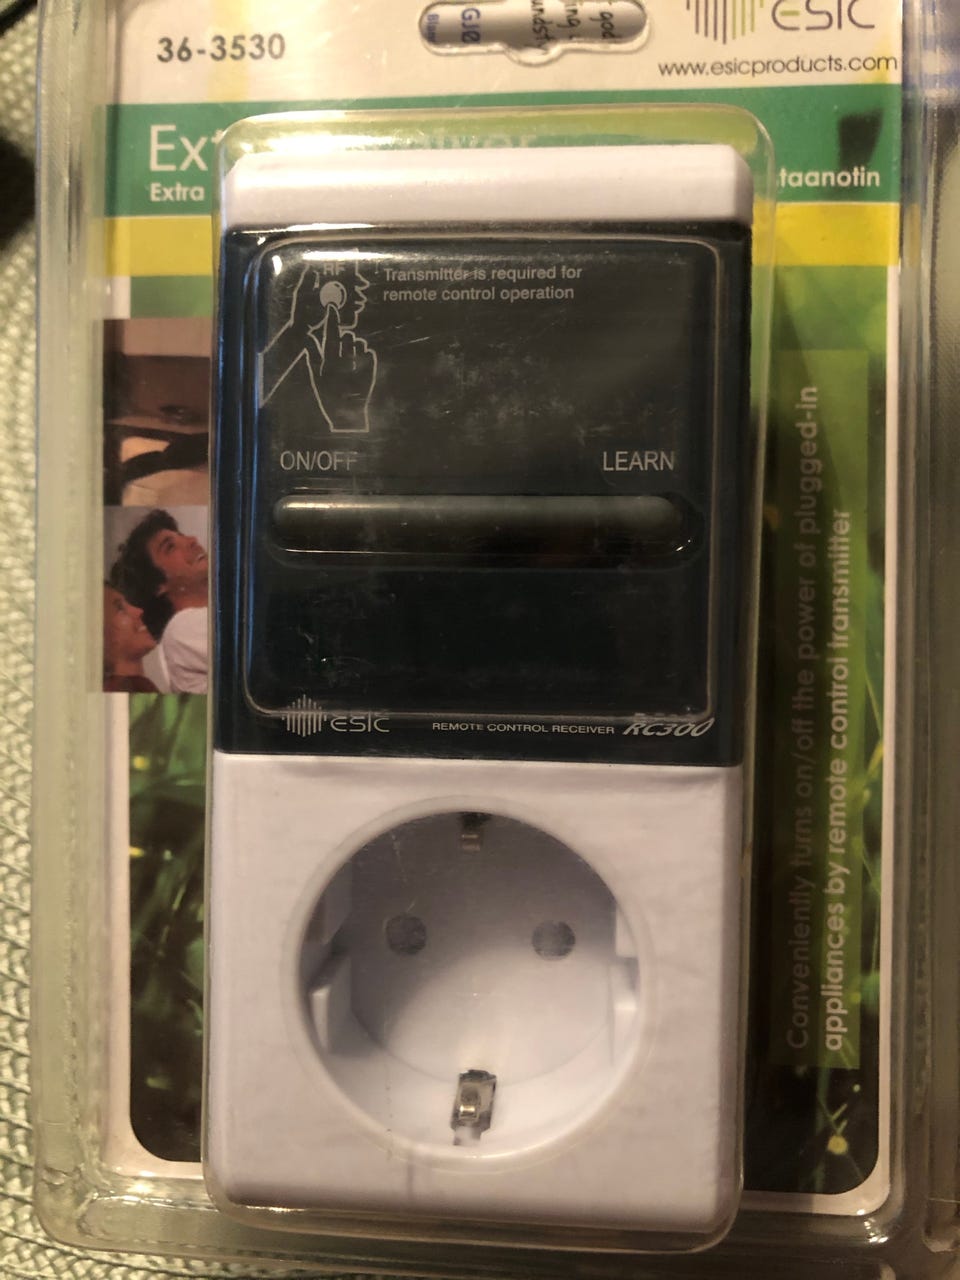 36-3530
ESIC
www.esicproducts.com
Extra
taanotin
RF
Transmitter is required for
remote control operation
ON/OFF
LEARN
ESIC
REMOTE CONTROL RECEIVER RC300
Conveniently turns on/off the power of plugged-in
appliances by remote control transmitter